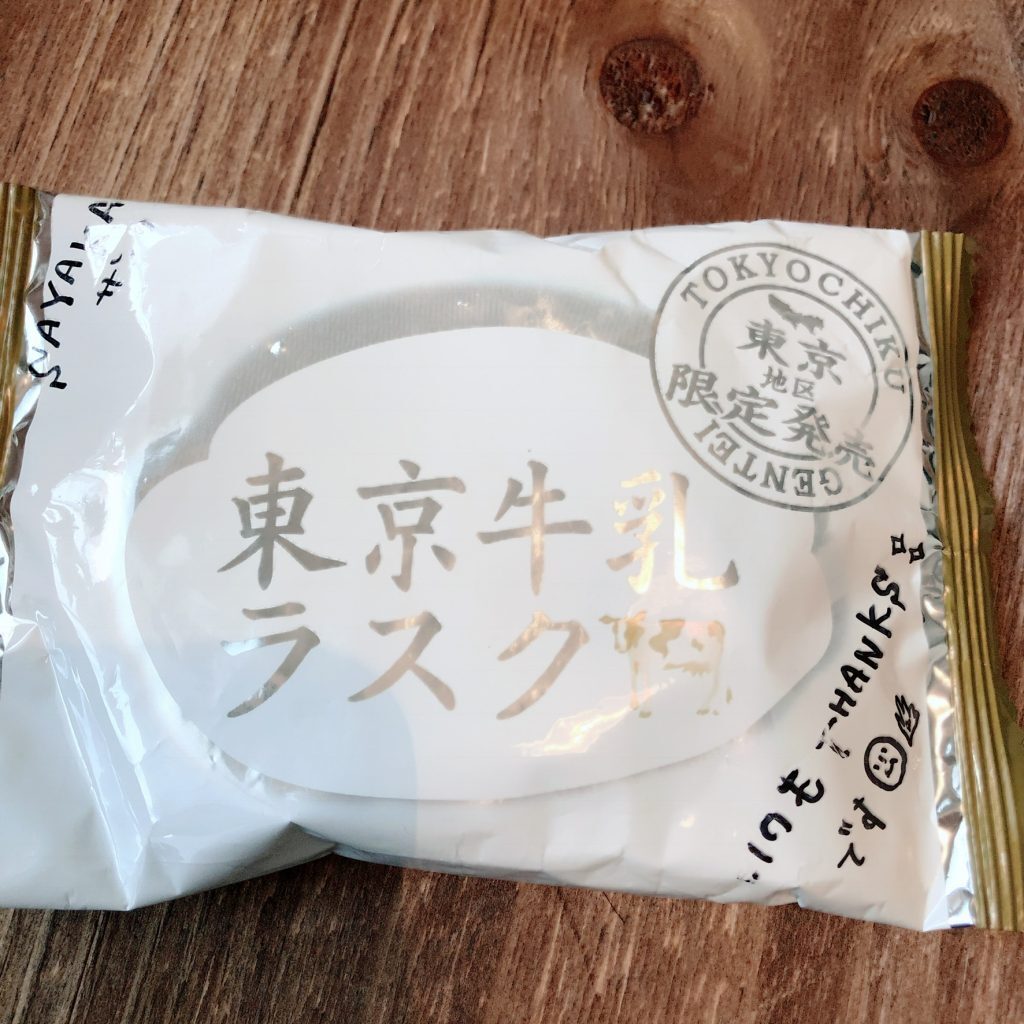 東京牛乳
ラスク
TOKYOCHIKU
東京
地区
限定発売
GENTEI
いつも THANKS
です